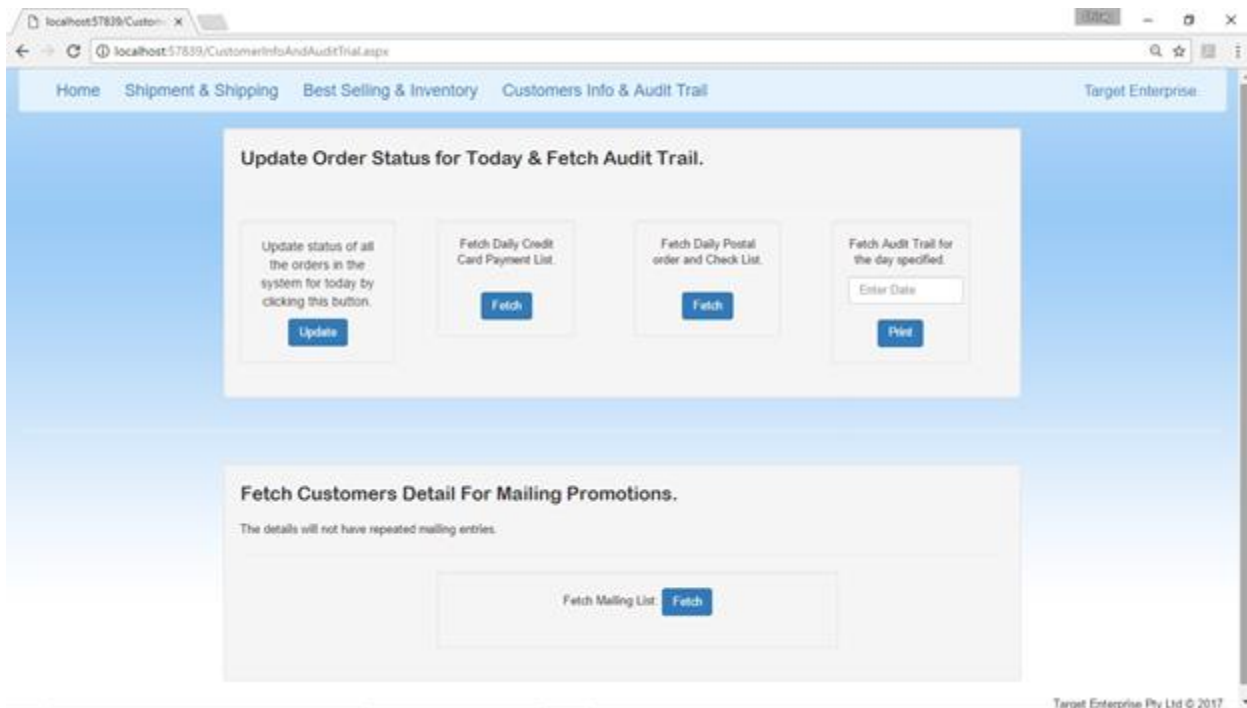 localhost:57839/Custom
localhost:57839/CustomerInfoAndAuditTrial.aspx
Home Shipment & Shipping Best Selling & Inventory Customers Info & Audit Trail Target Enterprise
Update Order Status for Today & Fetch Audit Trail.
Update status of all
the orders in the
system for today by
clicking this button.
Update
Fetch Daily Credit
Card Payment List.
Fetch
Fetch Daily Postal
order and Check List.
Fetch
Fetch Audit Trail for
the day specified.
Enter Date
Print
Fetch Customers Detail For Mailing Promotions.
The details will not have repeated mailing entries.
Fetch Mailing List: Fetch
Target Enterprise Pty Ltd © 2017